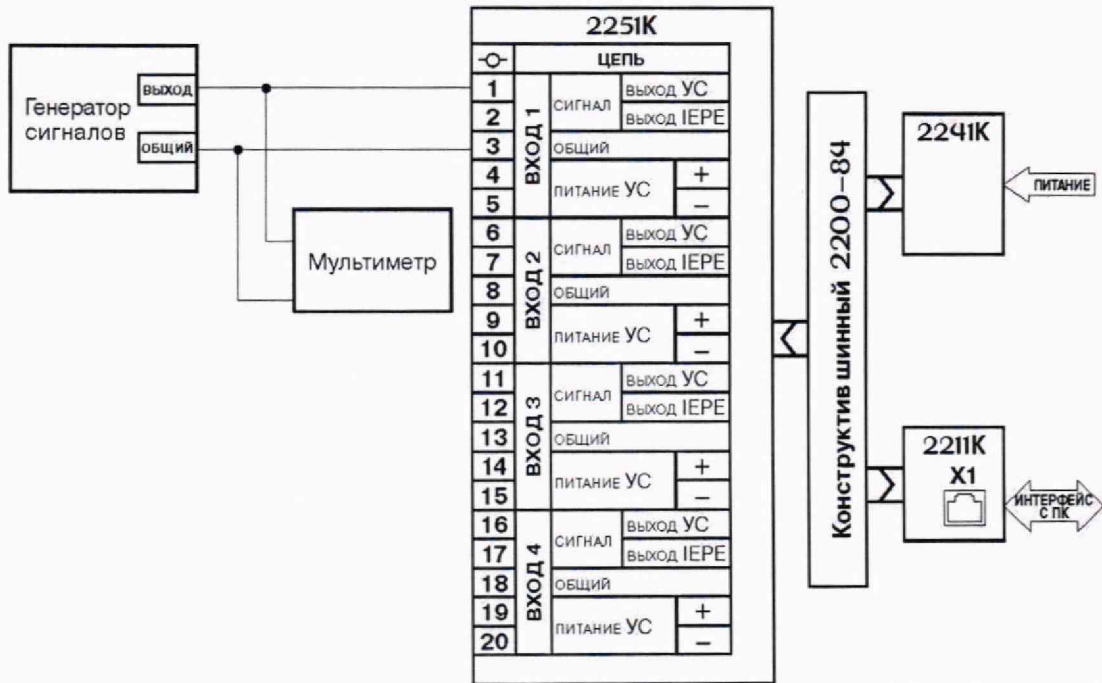 2251К
ЦЕПЬ
Генератор
сигналов
ВЫХОД
ОБЩИЙ
Мультиметр
1
2
3
4
5
ВХОД 1
СИГНАЛ
ВЫХОД УС
ВЫХОД IEPE
ОБЩИЙ
ПИТАНИЕ УС
+
–
6
7
8
9
10
ВХОД 2
СИГНАЛ
ВЫХОД УС
ВЫХОД IEPE
ОБЩИЙ
ПИТАНИЕ УС
+
–
11
12
13
14
15
ВХОД 3
СИГНАЛ
ВЫХОД УС
ВЫХОД IEPE
ОБЩИЙ
ПИТАНИЕ УС
+
–
16
17
18
19
20
ВХОД 4
СИГНАЛ
ВЫХОД УС
ВЫХОД IEPE
ОБЩИЙ
ПИТАНИЕ УС
+
–
Конструктив шинный 2200-84
2241К
ПИТАНИЕ
2211К
X1
ИНТЕРФЕЙС
С ПК